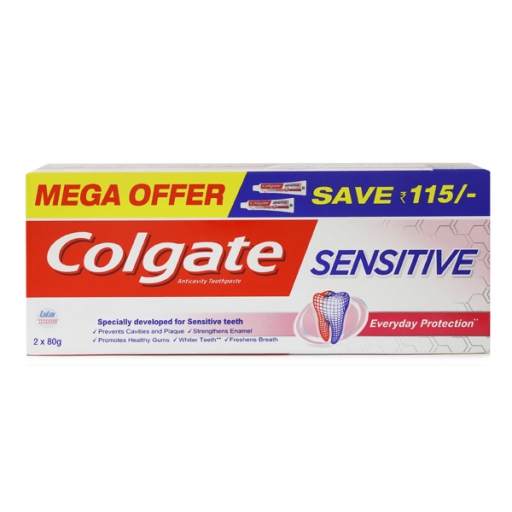 MEGA OFFER
SAVE ₹ 115/-
Colgate
Anticavity Toothpaste
SENSITIVE
Specially developed for Sensitive teeth
✓Prevents Cavities and Plaque ✓Strengthens Enamel
✓Promotes Healthy Gums ✓Whiter Teeth** ✓Freshens Breath
Everyday Protection**
2 x 80g